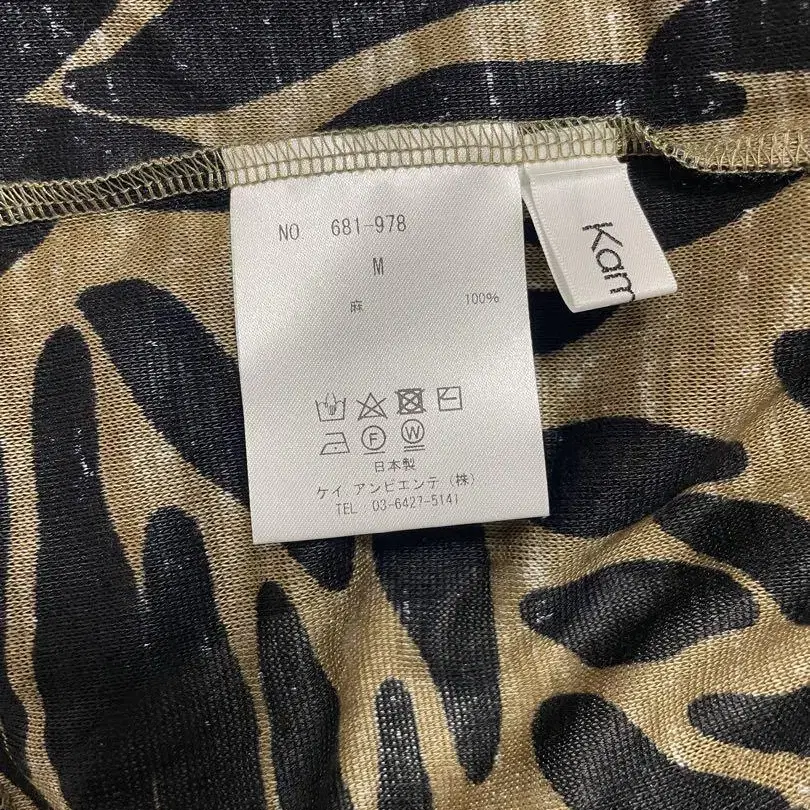 NO 681-978
M
麻 100%
F W
日本製
ケイ アンビエンテ（株）
TEL 03-6427-5141
Kam